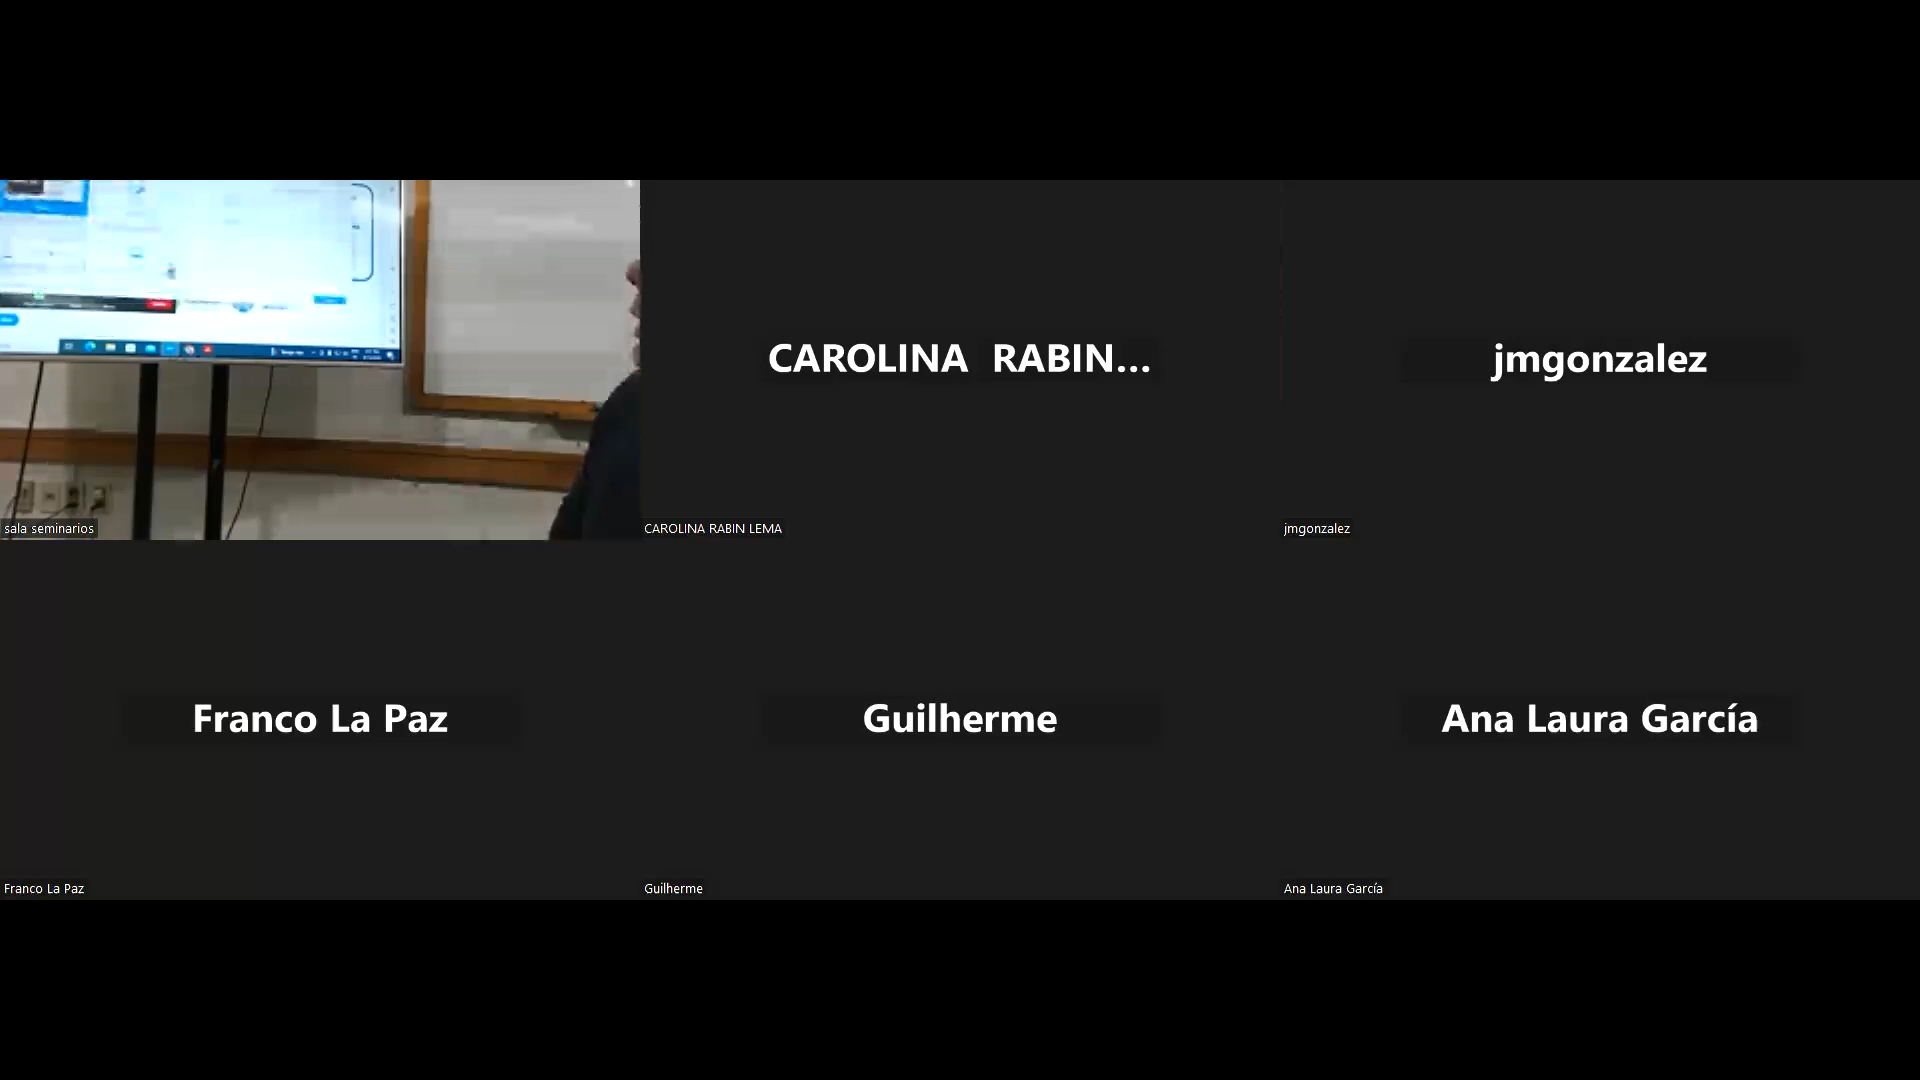 CAROLINA RABIN...
jmgonzalez
sala seminarios
CAROLINA RABIN LEMA
jmgonzalez
Franco La Paz
Guilherme
Ana Laura García
Franco La Paz
Guilherme
Ana Laura García